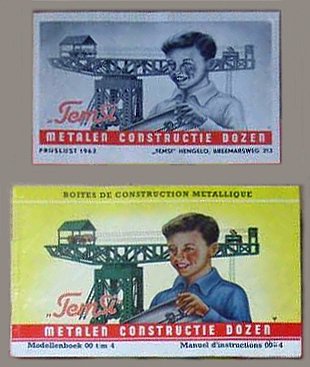 „Temsi"
METALEN CONSTRUCTIE DOZEN
PRIJSLIJST 1962 „TEMSI" HENGELO, BREEMARSWEG 213
BOITES DE CONSTRUCTION METALLIQUE
„Temsi"
METALEN CONSTRUCTIE DOZEN
Modellenboek 00 t/m 4 Manuel d'instructions 00-4